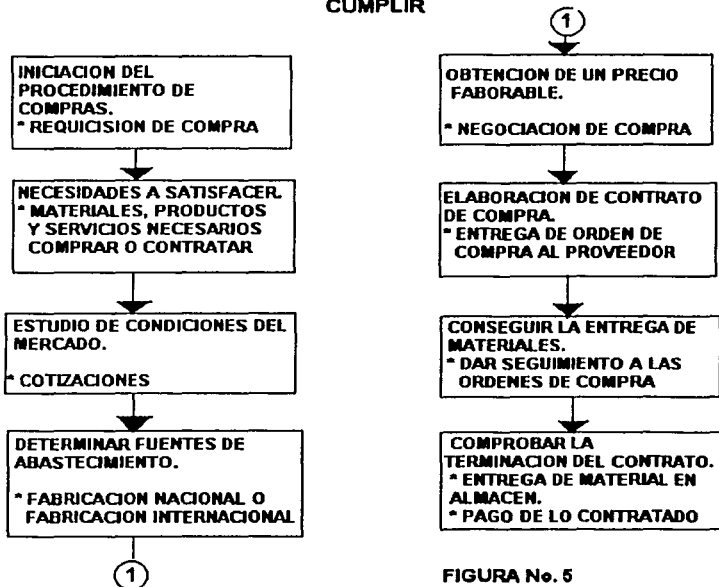 CUMPLIR
INICIACION DEL
PROCEDIMIENTO DE
COMPRAS.
* REQUICISION DE COMPRA
NECESIDADES A SATISFACER.
* MATERIALES, PRODUCTOS
Y SERVICIOS NECESARIOS
COMPRAR O CONTRATAR
ESTUDIO DE CONDICIONES DEL
MERCADO.
* COTIZACIONES
DETERMINAR FUENTES DE
ABASTECIMIENTO.
* FABRICACION NACIONAL O
FABRICACION INTERNACIONAL
1
1
OBTENCION DE UN PRECIO
FABORABLE.
* NEGOCIACION DE COMPRA
ELABORACION DE CONTRATO
DE COMPRA.
* ENTREGA DE ORDEN DE
COMPRA AL PROVEEDOR
CONSEGUIR LA ENTREGA DE
MATERIALES.
* DAR SEGUIMIENTO A LAS
ORDENES DE COMPRA
COMPROBAR LA
TERMINACION DEL CONTRATO.
* ENTREGA DE MATERIAL EN
ALMACEN.
* PAGO DE LO CONTRATADO
FIGURA No. 5